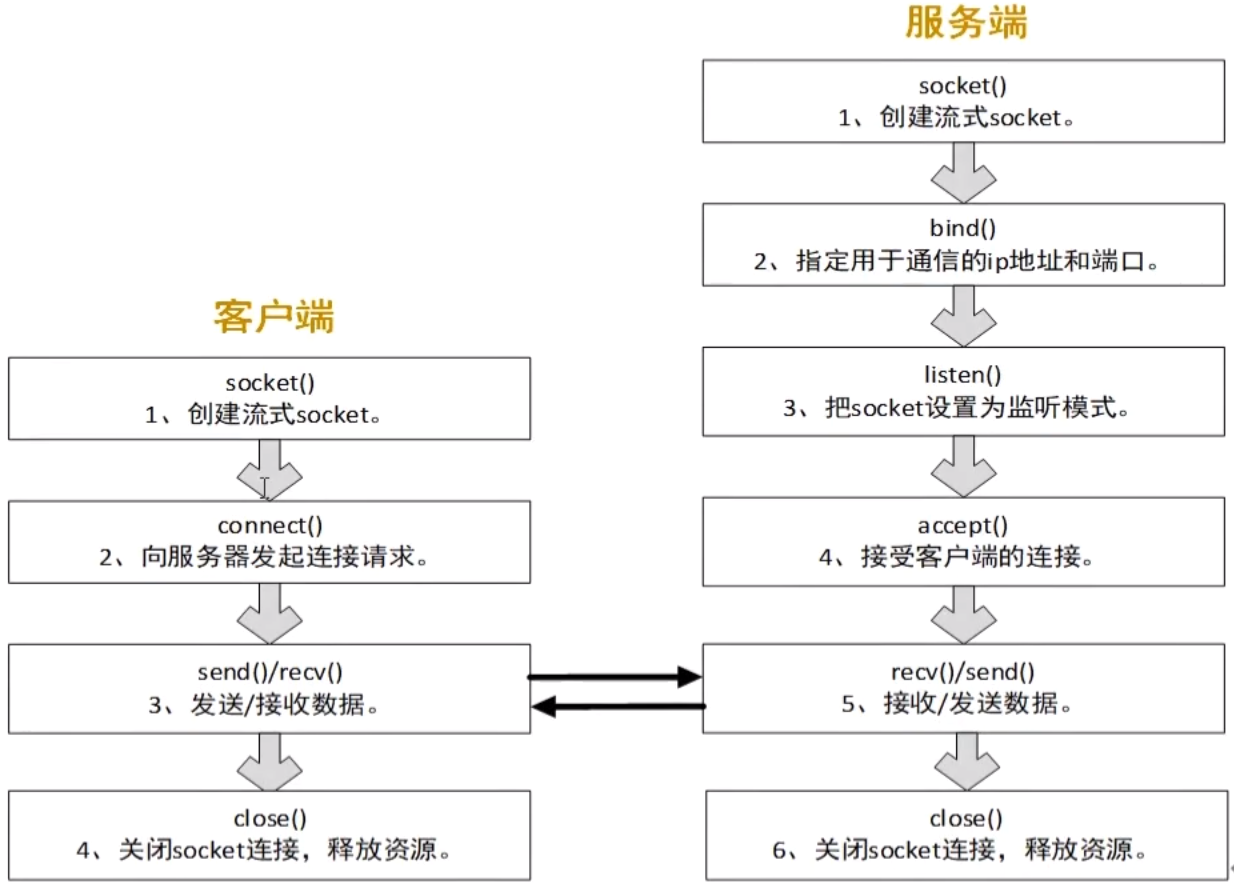 服务端
socket()
1、创建流式socket。
bind()
2、指定用于通信的ip地址和端口。
listen()
3、把socket设置为监听模式。
accept()
4、接受客户端的连接。
recv()/send()
5、接收/发送数据。
close()
6、关闭socket连接，释放资源。
客户端
socket()
1、创建流式socket。
connect()
2、向服务器发起连接请求。
send()/recv()
3、发送/接收数据。
close()
4、关闭socket连接，释放资源。